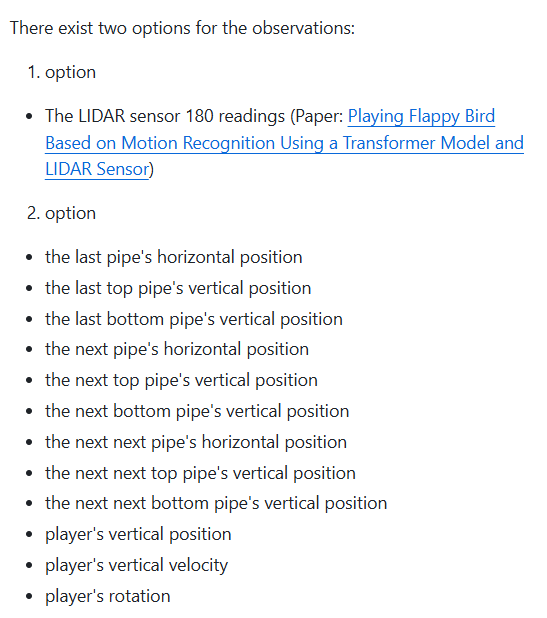 There exist two options for the observations:
1. option
• The LIDAR sensor 180 readings (Paper: Playing Flappy Bird
Based on Motion Recognition Using a Transformer Model and
LIDAR Sensor)
2. option
• the last pipe's horizontal position
• the last top pipe's vertical position
• the last bottom pipe's vertical position
• the next pipe's horizontal position
• the next top pipe's vertical position
• the next bottom pipe's vertical position
• the next next pipe's horizontal position
• the next next top pipe's vertical position
• the next next bottom pipe's vertical position
• player's vertical position
• player's vertical velocity
• player's rotation